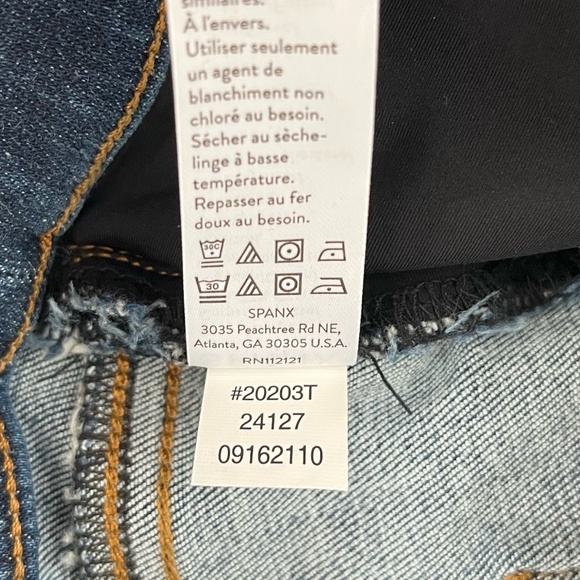 similaires.
À l'envers.
Utiliser seulement
un agent de
blanchiment non
chloré au besoin.
Sécher au sèche-
linge à basse
température.
Repasser au fer
doux au besoin.
30C
30
SPANX
3035 Peachtree Rd NE,
Atlanta, GA 30305 U.S.A.
RN112121
#20203T
24127
09162110